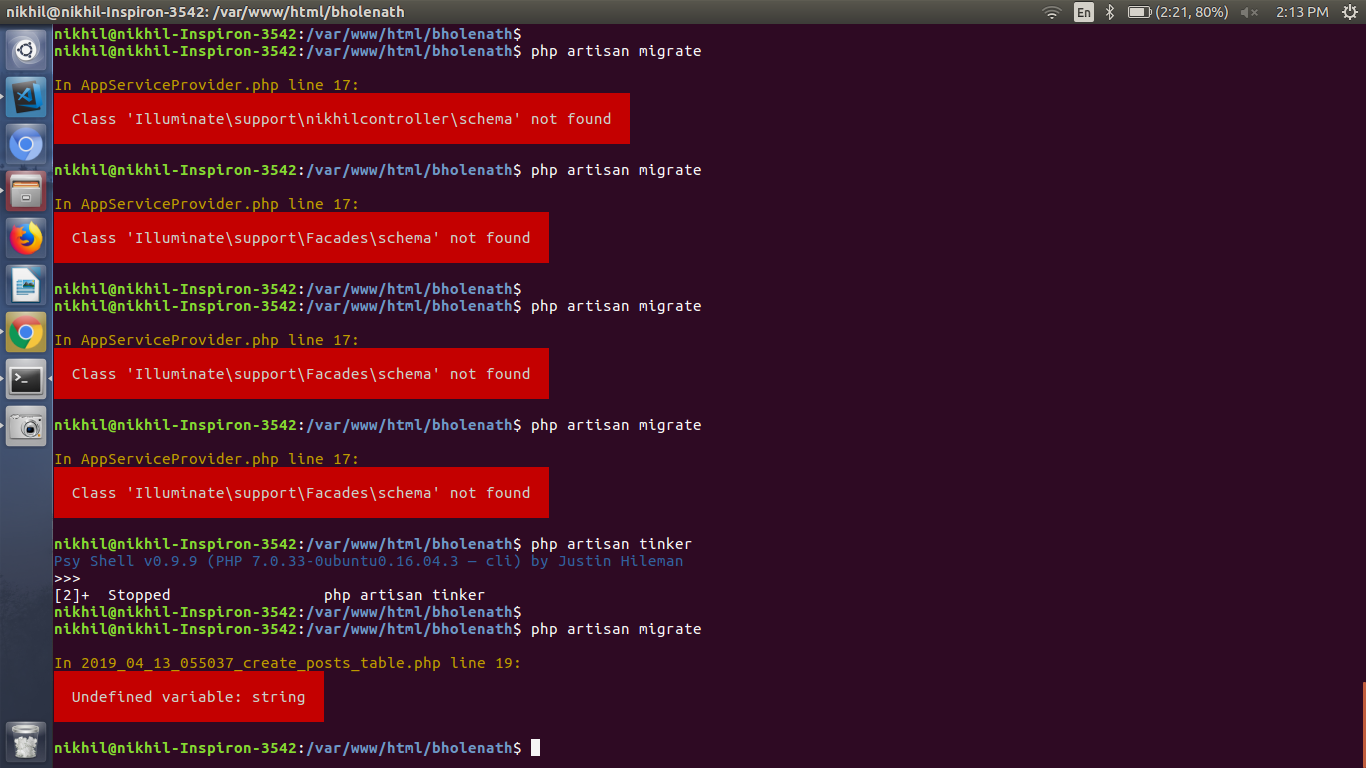 nikhil@nikhil-Inspiron-3542: /var/www/html/bholenath
En
(2:21, 80%)
2:13 PM
nikhil@nikhil-Inspiron-3542:/var/www/html/bholenath$
nikhil@nikhil-Inspiron-3542:/var/www/html/bholenath$ php artisan migrate
In AppServiceProvider.php line 17:
Class 'Illuminate\support\nikhilcontroller\schema' not found
nikhil@nikhil-Inspiron-3542:/var/www/html/bholenath$ php artisan migrate
In AppServiceProvider.php line 17:
Class 'Illuminate\support\Facades\schema' not found
nikhil@nikhil-Inspiron-3542:/var/www/html/bholenath$
nikhil@nikhil-Inspiron-3542:/var/www/html/bholenath$ php artisan migrate
In AppServiceProvider.php line 17:
Class 'Illuminate\support\Facades\schema' not found
nikhil@nikhil-Inspiron-3542:/var/www/html/bholenath$ php artisan migrate
In AppServiceProvider.php line 17:
Class 'Illuminate\support\Facades\schema' not found
nikhil@nikhil-Inspiron-3542:/var/www/html/bholenath$ php artisan tinker
Psy Shell v0.9.9 (PHP 7.0.33-0ubuntu0.16.04.3 — cli) by Justin Hileman
>>>
[2]+  Stopped                 php artisan tinker
nikhil@nikhil-Inspiron-3542:/var/www/html/bholenath$
nikhil@nikhil-Inspiron-3542:/var/www/html/bholenath$ php artisan migrate
In 2019_04_13_055037_create_posts_table.php line 19:
Undefined variable: string
nikhil@nikhil-Inspiron-3542:/var/www/html/bholenath$